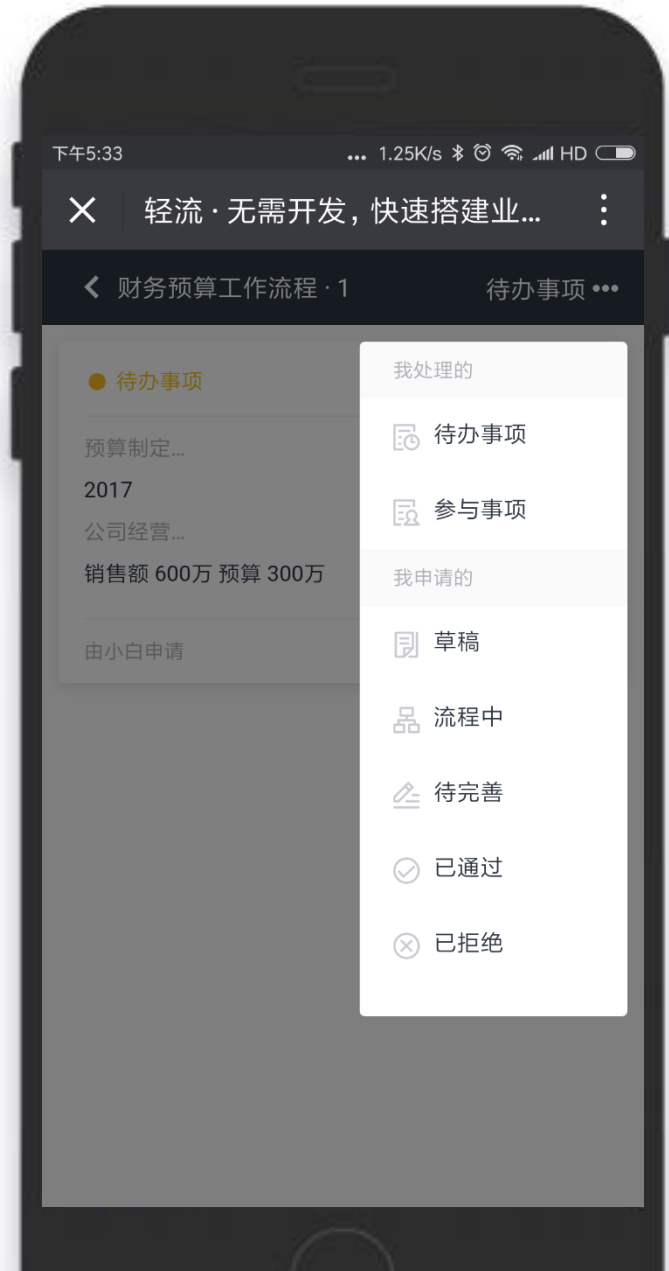 下午5:33 ... 1.25K/s HD
轻流 · 无需开发，快速搭建业...
财务预算工作流程 · 1 待办事项 •••
待办事项
预算制定...
2017
公司经营...
销售额 600万 预算 300万
由小白申请
我处理的
待办事项
参与事项
我申请的
草稿
流程中
待完善
已通过
已拒绝